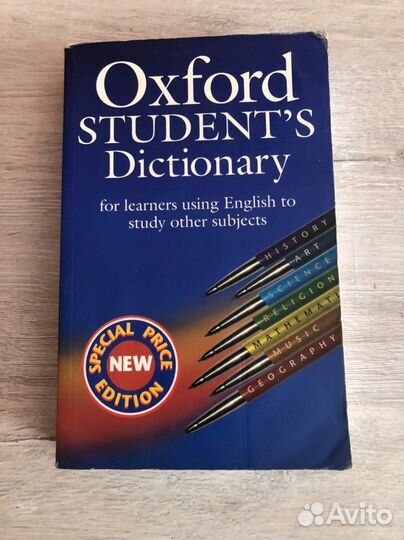 Oxford
STUDENT'S
Dictionary
for learners using English to
study other subjects
HISTORY
ART
SCIENCE
RELIGION
MATHEMATI
MUSIC
GEOGRAPHY
SPECIAL PRICE
NEW
EDITION
Avito